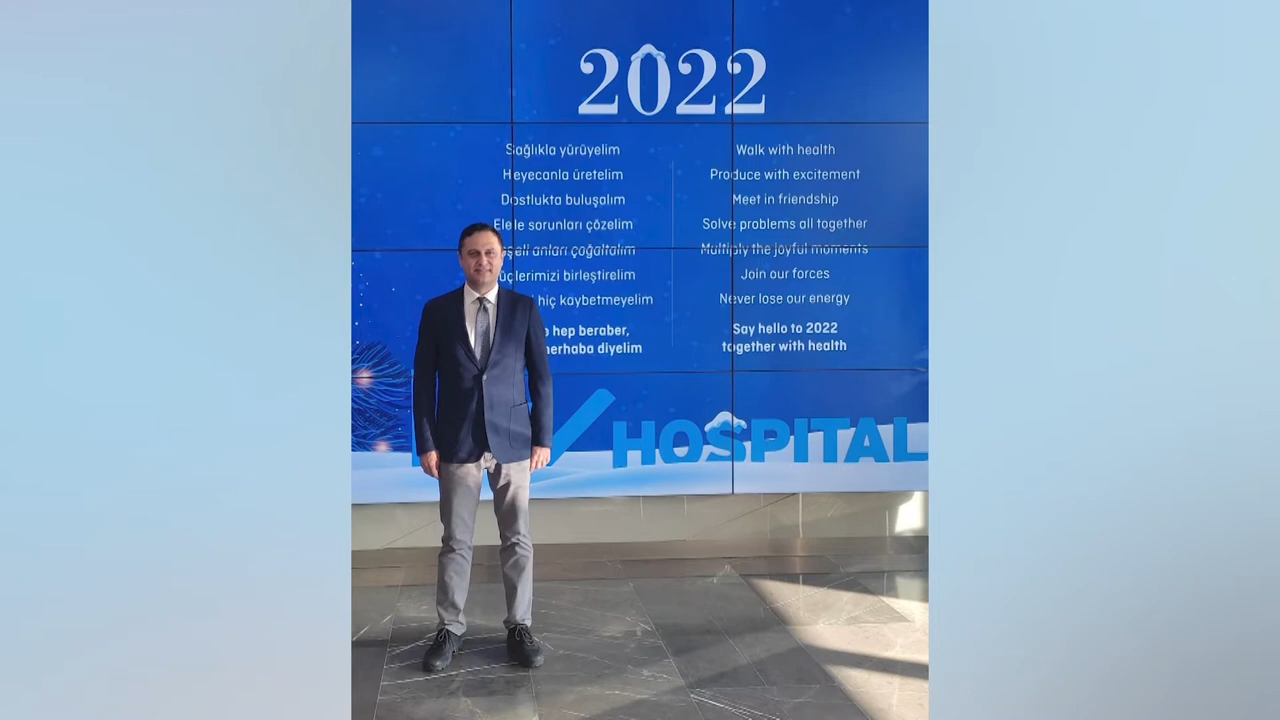 2022
Sağlıkla yürüyelim
Heyecanla üretelim
Dostlukta buluşalım
Elele sorunları çözelim
anları çoğaltalım
birleştirelim
hiç kaybetmeyelim
hep beraber,
diyelim
Walk with health
Produce with excitement
Meet in friendship
Solve problems all together
Multiply the joyful moments
Join our forces
Never lose our energy
Say hello to 2022
together with health
HOSPITAL